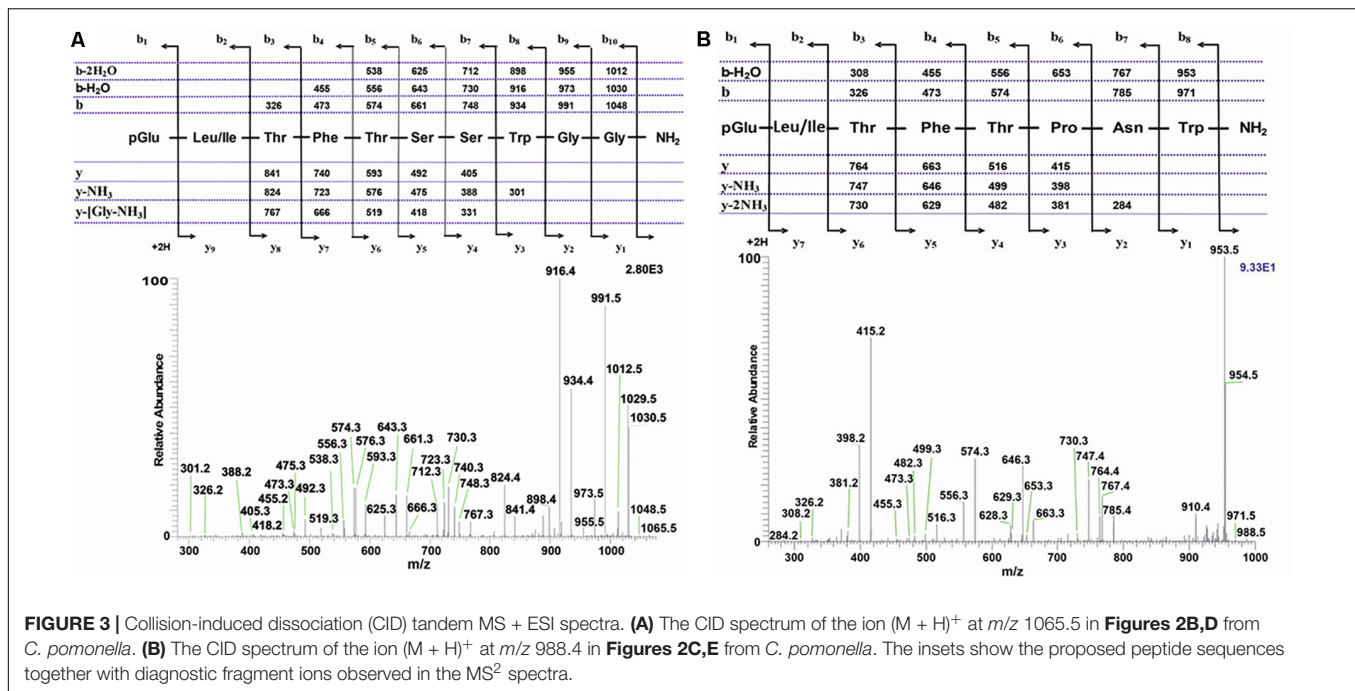 A
b1 b2 b3 b4 b5 b6 b7 b8 b9 b10
b-2H2O 538 625 712 898 955 1012
b-H2O 455 556 643 730 916 973 1030
b 326 473 574 661 748 934 991 1048
pGlu Leu/Ile Thr Phe Thr Ser Ser Trp Gly Gly NH2
y 841 740 593 492 405
y-NH3 824 723 576 475 388 301
y-[Gly-NH3] 767 666 519 418 331
+2H y9 y8 y7 y6 y5 y4 y3 y2 y1
100
916.4
2.80E3
991.5
1012.5
934.4
1029.5
1030.5
Relative Abundance
574.3
643.3
556.3
576.3
661.3
730.3
538.3
593.3
723.3
475.3
712.3
740.3
301.2
388.2
473.3
492.3
748.3
824.4
326.2
455.2
973.5
405.3
625.3
666.3
898.4
1048.5
418.2
519.3
767.3
841.4
955.5
1065.5
0
300 400 500 600 700 800 900 1000
m/z
B
b1 b2 b3 b4 b5 b6 b7 b8
b-H2O 308 455 556 653 767 953
b 326 473 574 785 971
pGlu Leu/Ile Thr Phe Thr Pro Asn Trp NH2
y 764 663 516 415
y-NH3 747 646 499 398
y-2NH3 730 629 482 381 284
+2H y7 y6 y5 y4 y3 y2 y1
953.5
100
9.33E1
415.2
954.5
Relative Abundance
398.2
499.3
730.3
482.3
574.3
646.3
747.4
381.2
473.3
764.4
326.2
556.3
629.3
653.3
767.4
308.2
455.3
516.3
628.3
663.3
785.4
910.4
971.5
284.2
988.5
0
300 400 500 600 700 800 900 1000
m/z
FIGURE 3 | Collision-induced dissociation (CID) tandem MS + ESI spectra. (A) The CID spectrum of the ion (M + H)+ at m/z 1065.5 in Figures 2B,D from
C. pomonella. (B) The CID spectrum of the ion (M + H)+ at m/z 988.4 in Figures 2C,E from C. pomonella. The insets show the proposed peptide sequences
together with diagnostic fragment ions observed in the MS2 spectra.